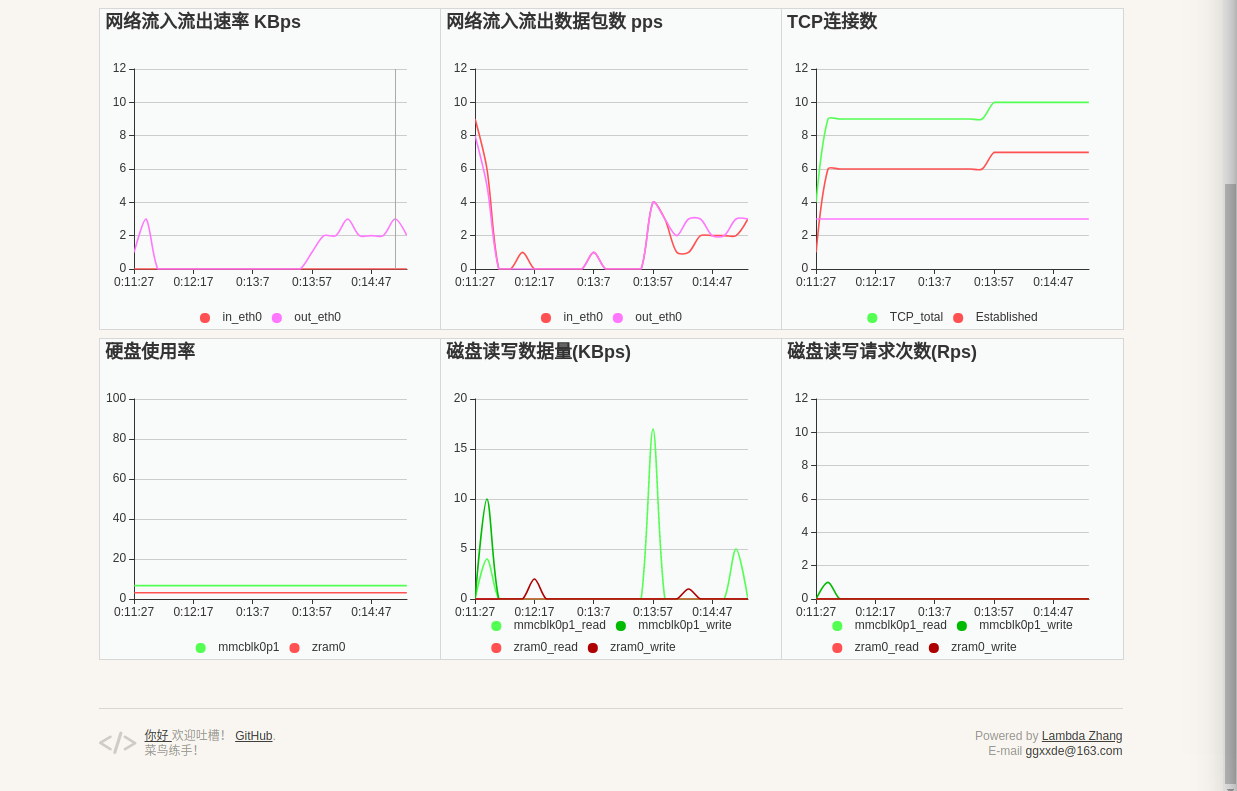 网络流入流出速率 KBps
12
10
8
6
4
2
0
0:11:27 0:12:17 0:13:7 0:13:57 0:14:47
in_eth0 out_eth0
网络流入流出数据包数 pps
12
10
8
6
4
2
0
0:11:27 0:12:17 0:13:7 0:13:57 0:14:47
in_eth0 out_eth0
TCP连接数
12
10
8
6
4
2
0
0:11:27 0:12:17 0:13:7 0:13:57 0:14:47
TCP_total Established
硬盘使用率
100
80
60
40
20
0
0:11:27 0:12:17 0:13:7 0:13:57 0:14:47
mmcblk0p1 zram0
磁盘读写数据量(KBps)
20
15
10
5
0
0:11:27 0:12:17 0:13:7 0:13:57 0:14:47
mmcblk0p1_read mmcblk0p1_write
zram0_read zram0_write
磁盘读写请求次数(Rps)
12
10
8
6
4
2
0
0:11:27 0:12:17 0:13:7 0:13:57 0:14:47
mmcblk0p1_read mmcblk0p1_write
zram0_read zram0_write
</> 你好 欢迎吐槽! GitHub.
菜鸟练手!
Powered by Lambda Zhang
E-mail ggxxde@163.com